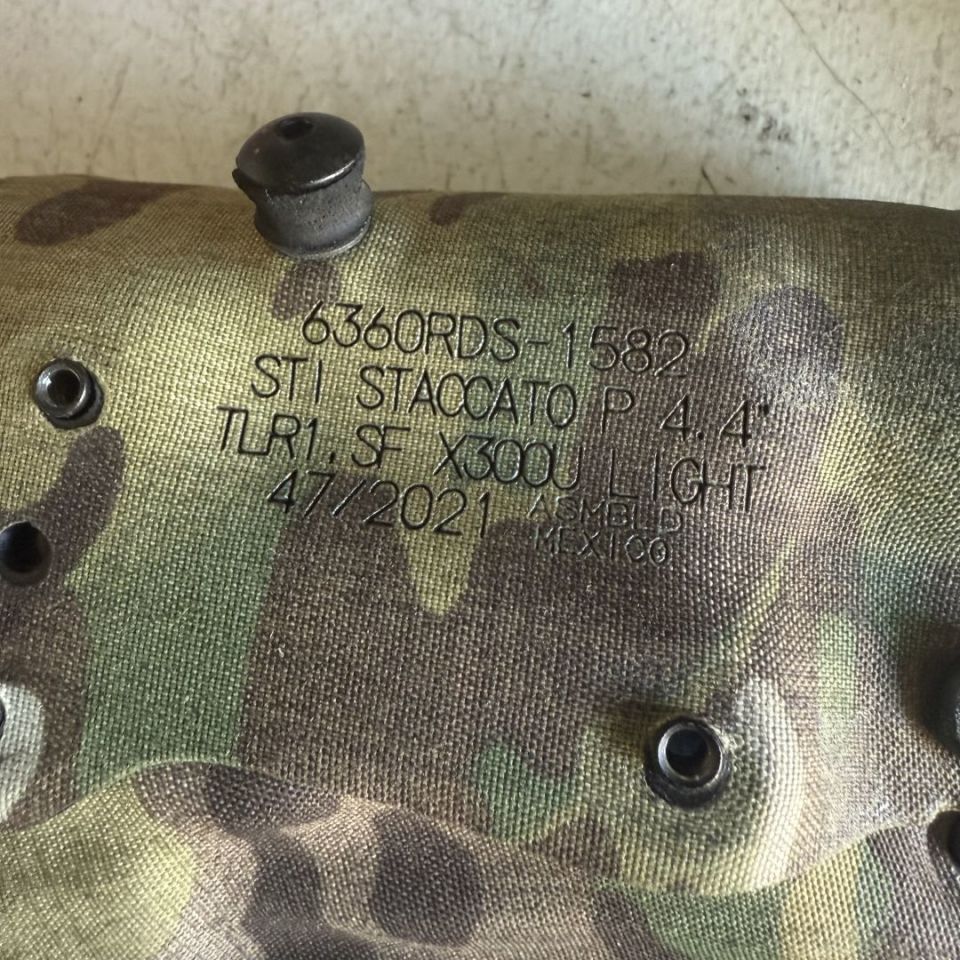 6360RDS-1582
STI STACCATO P 4.4"
TLR1, SF X300U LIGHT
47/2021 ASMBLD
MEXICO